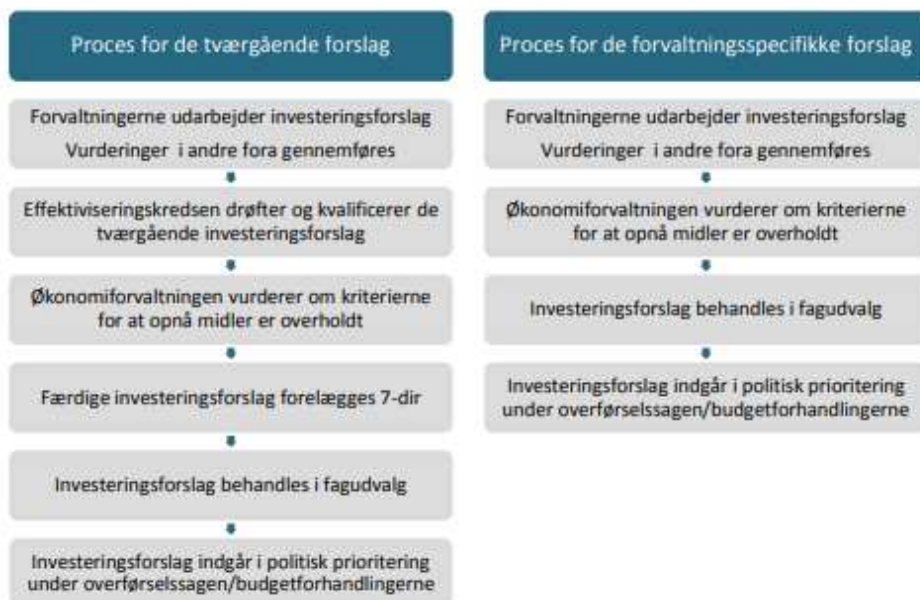 Proces for de tværgående forslag
Forvaltningerne udarbejder investeringsforslag
Vurderinger i andre fora gennemføres
Effektiviseringskredsen drøfter og kvalificerer de
tværgående investeringsforslag
Økonomiforvaltningen vurderer om kriterierne
for at opnå midler er overholdt
Færdige investeringsforslag forelægges 7-dir
Investeringsforslag behandles i fagudvalg
Investeringsforslag indgår i politisk prioritering
under overførselssagen/budgetforhandlingerne
Proces for de forvaltningsspecifikke forslag
Forvaltningerne udarbejder investeringsforslag
Vurderinger i andre fora gennemføres
Økonomiforvaltningen vurderer om kriterierne
for at opnå midler er overholdt
Investeringsforslag behandles i fagudvalg
Investeringsforslag indgår i politisk prioritering
under overførselssagen/budgetforhandlingerne